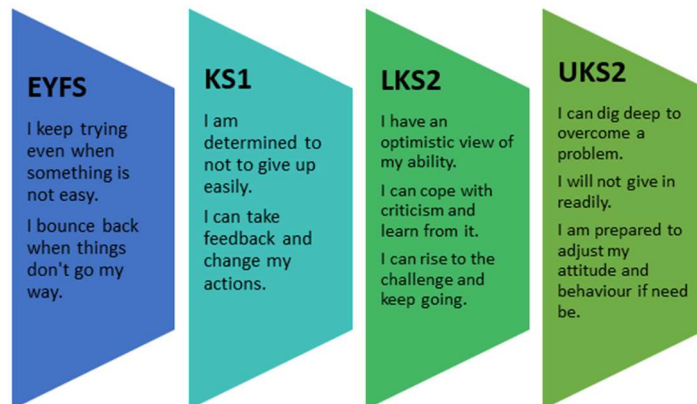 EYFS
I keep trying
even when
something is
not easy.
I bounce back
when things
don't go my
way.
KS1
I am
determined to
not to give up
easily.
I can take
feedback and
change my
actions.
LKS2
I have an
optimistic view of
my ability.
I can cope with
criticism and
learn from it.
I can rise to the
challenge and
keep going.
UKS2
I can dig deep to
overcome a
problem.
I will not give in
readily.
I am prepared to
adjust my
attitude and
behaviour if need
be.